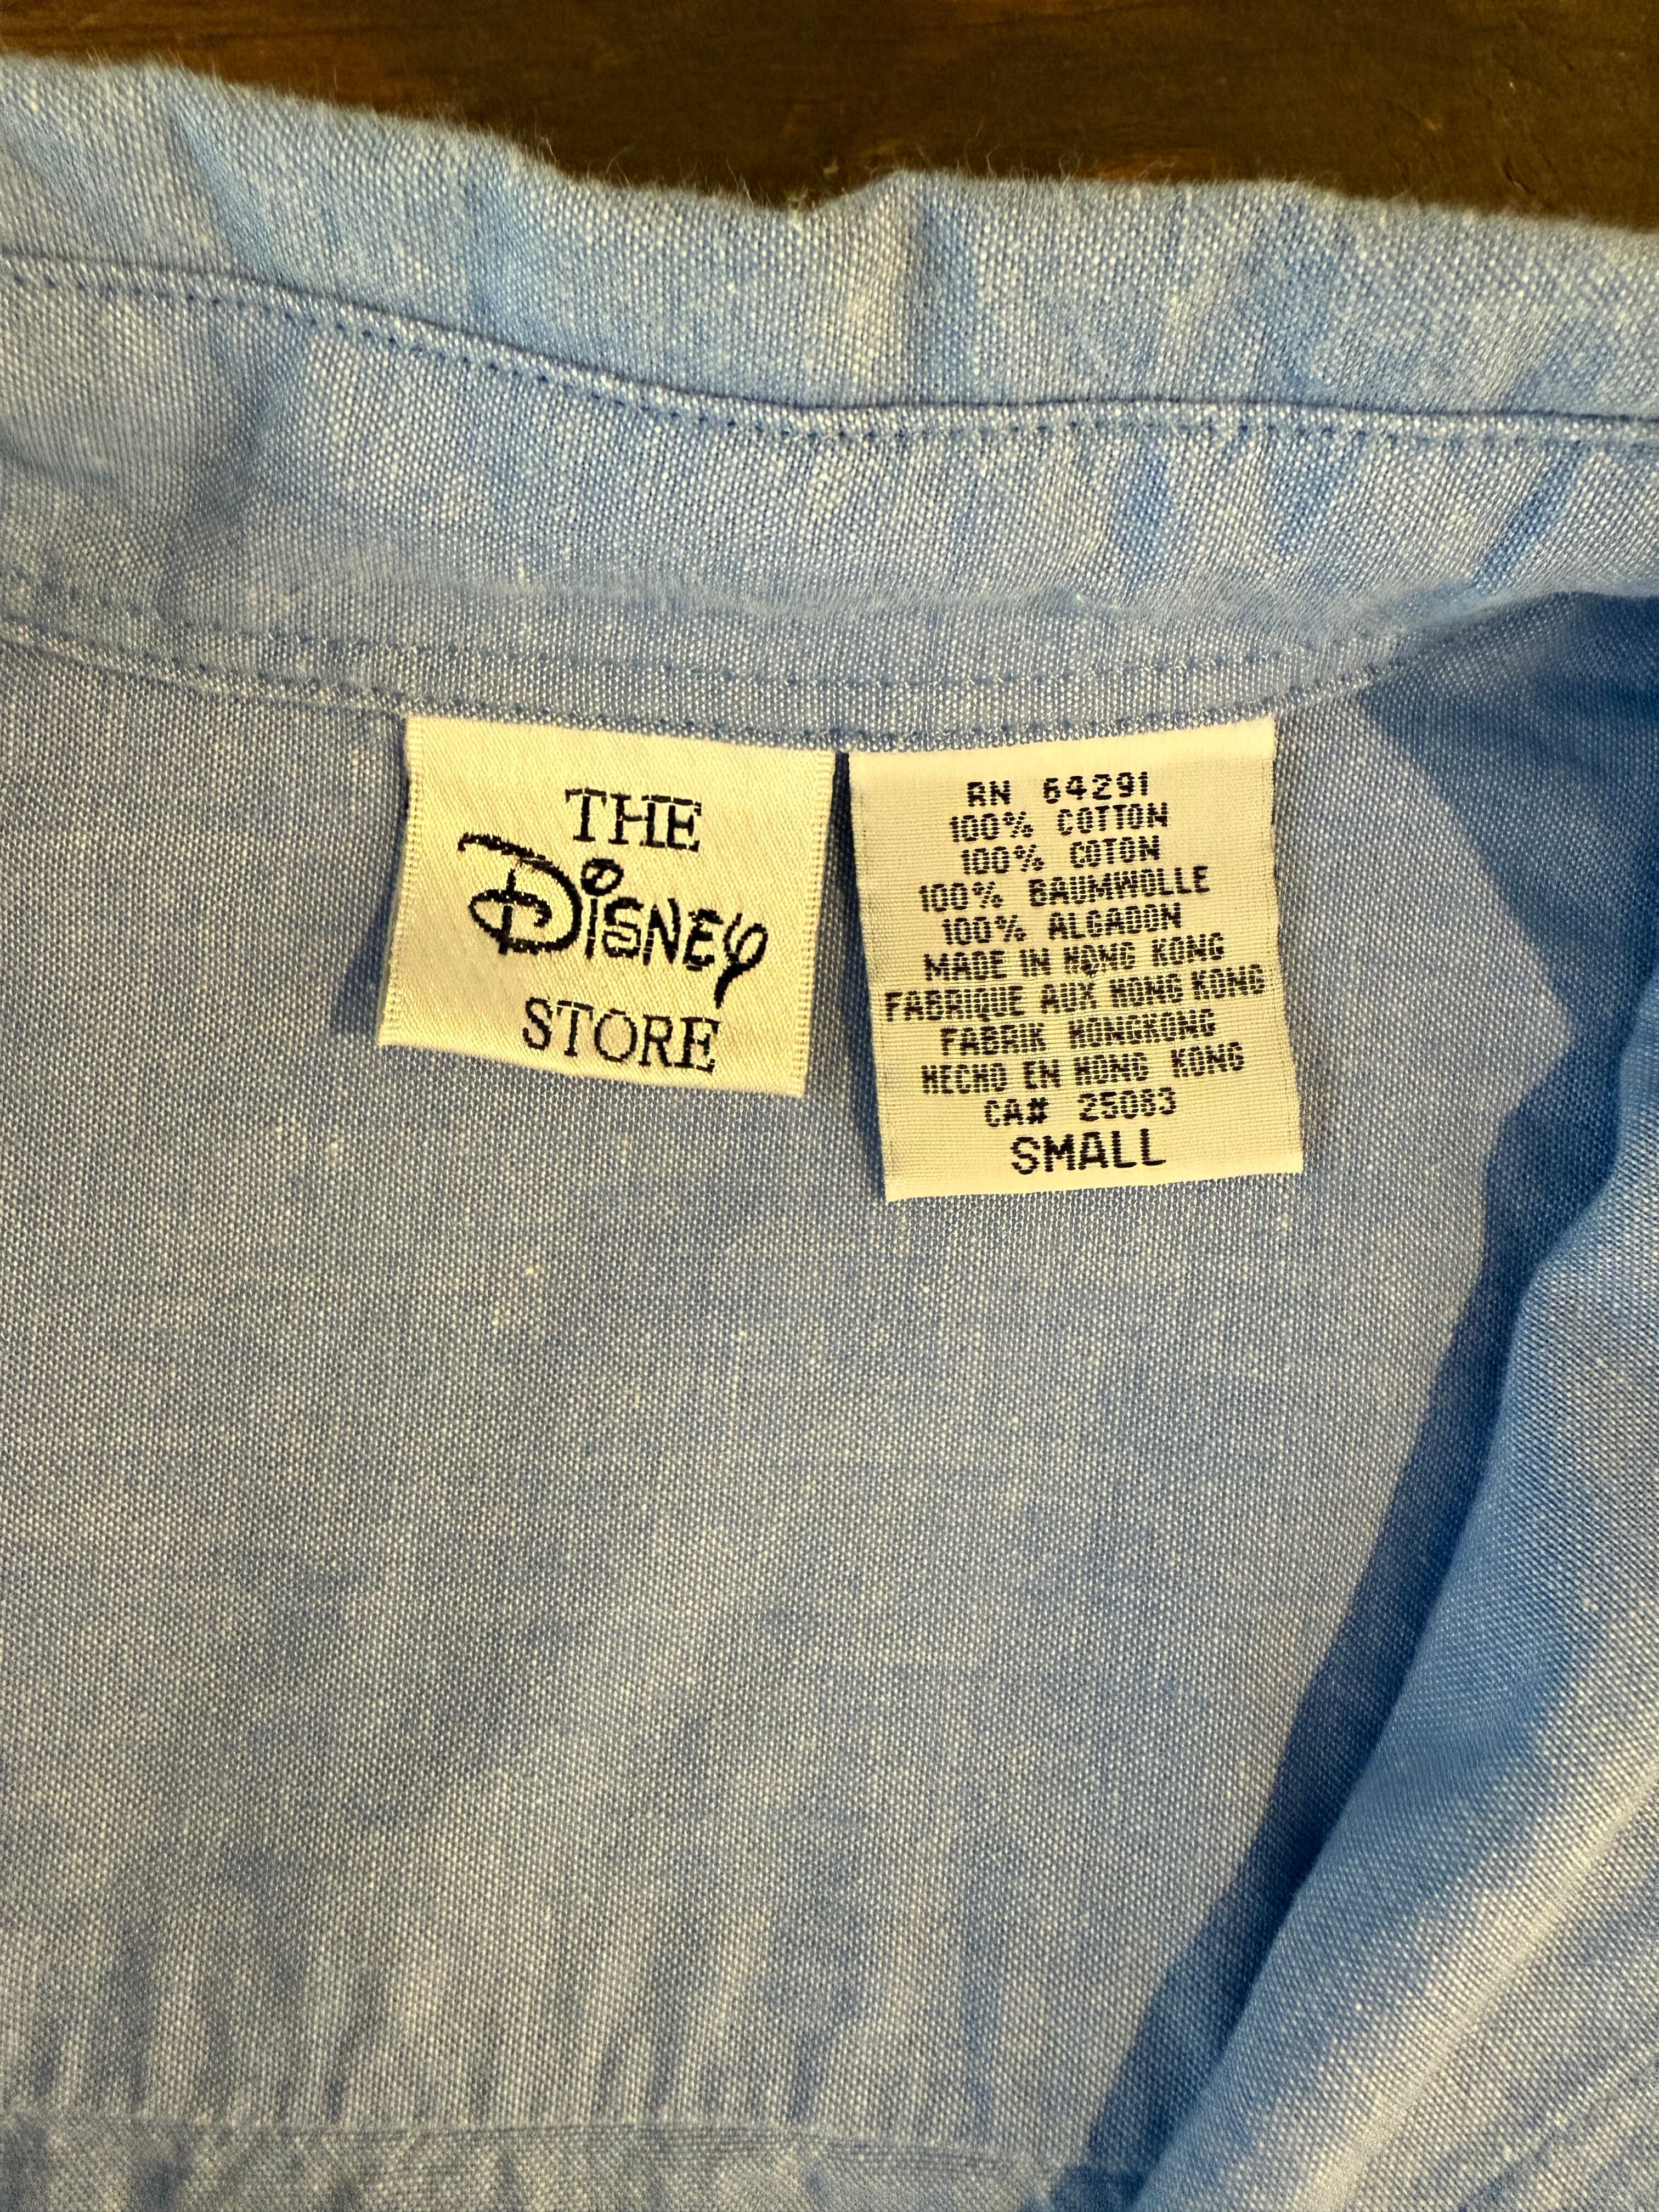 THE
DISNEY
STORE
RN 64291
100% COTTON
100% COTON
100% BAUMWOLLE
100% ALGADON
MADE IN HONG KONG
FABRIQUE AUX HONG KONG
FABRIK HONGKONG
HECHO EN HONG KONG
CA# 25083
SMALL